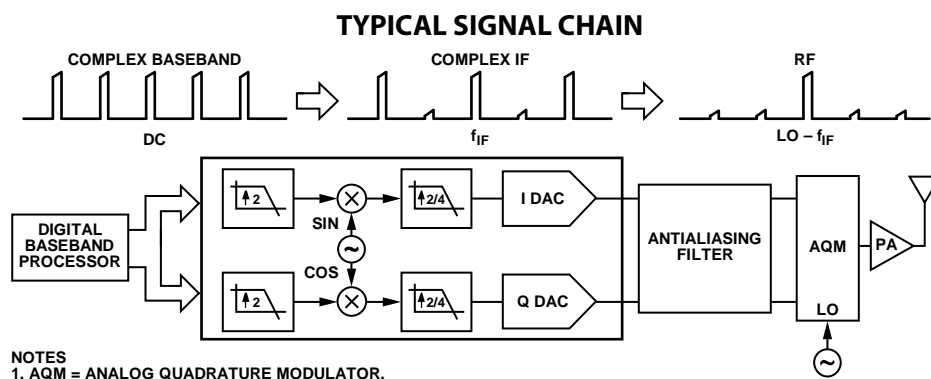 TYPICAL SIGNAL CHAIN
COMPLEX BASEBAND
COMPLEX IF
RF
DC
fIF
LO – fIF
2
2/4
I DAC
SIN
DIGITAL
BASEBAND
PROCESSOR
ANTIALIASING
FILTER
AQM
PA
COS
2
2/4
Q DAC
LO
NOTES
1. AQM = ANALOG QUADRATURE MODULATOR.